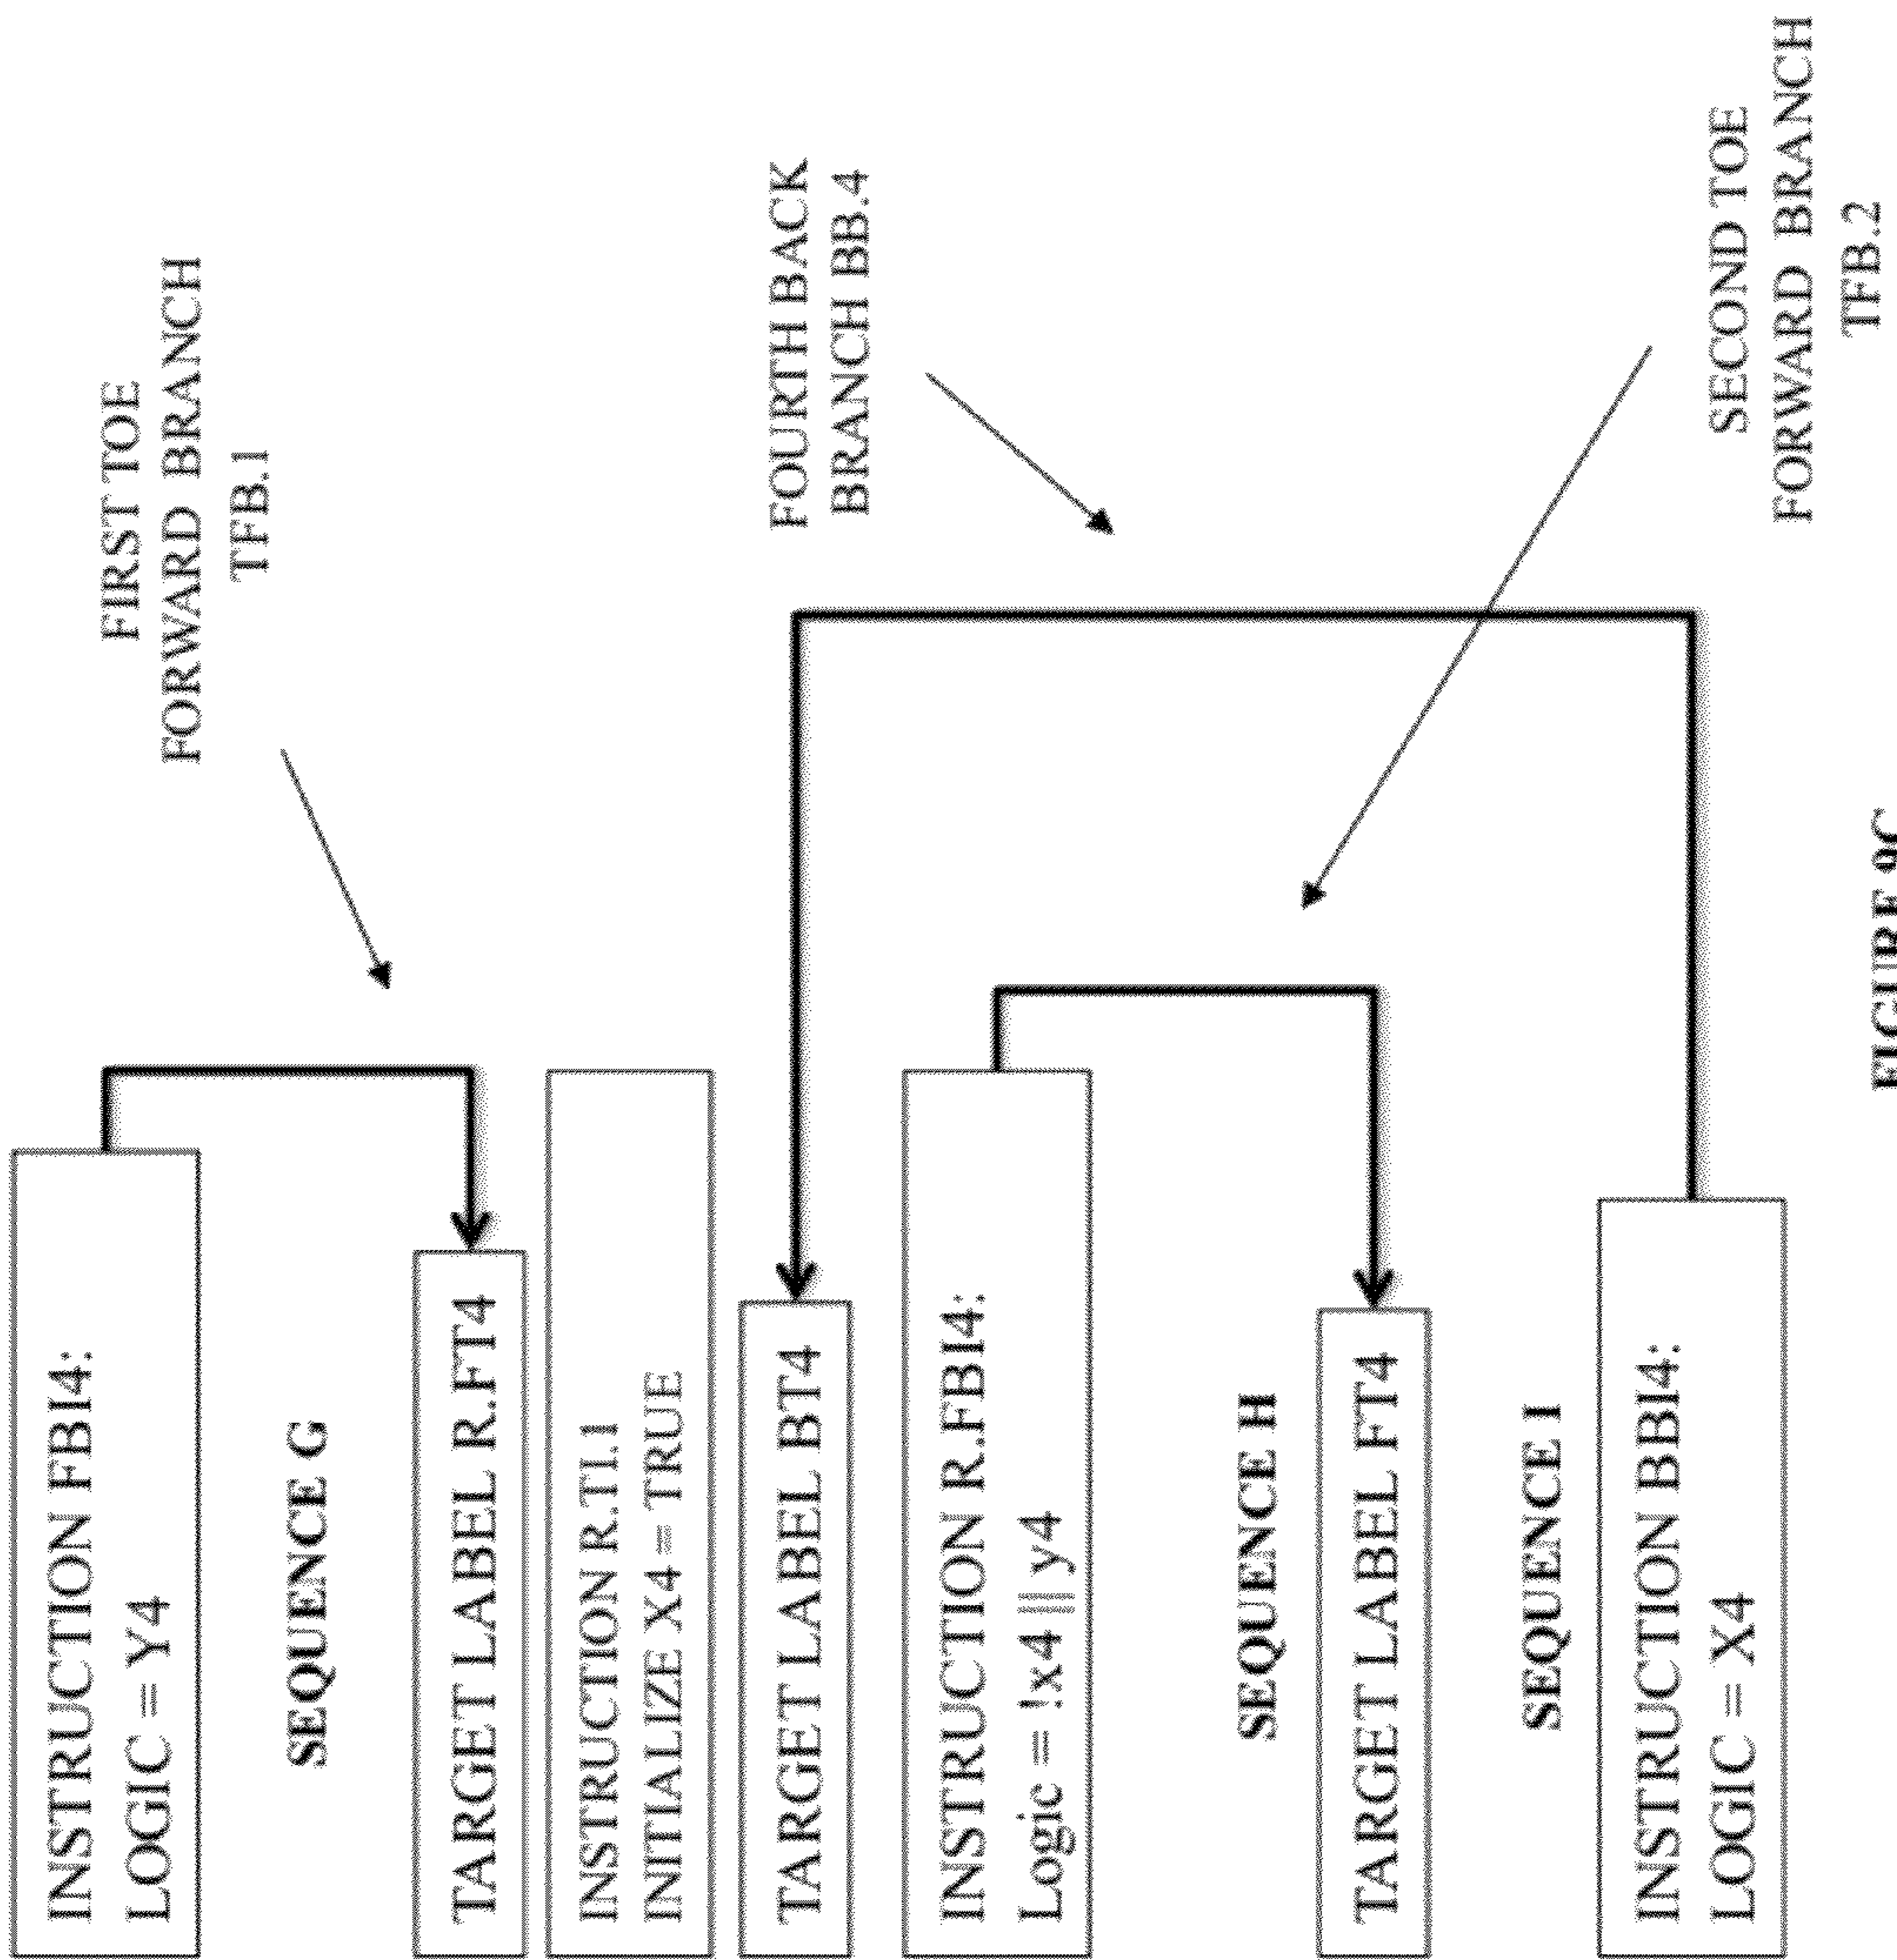 INSTRUCTION FBI4:
LOGIC = Y4
FIRST TOE
FORWARD BRANCH
TFB.1
SEQUENCE G
TARGET LABEL R.FT4
INSTRUCTION R.TI.1
INITIALIZE X4 = TRUE
TARGET LABEL BT4
FOURTH BACK
BRANCH BB.4
INSTRUCTION R.FBI4:
Logic = !x4 || y4
SEQUENCE H
TARGET LABEL FT4
SEQUENCE I
INSTRUCTION BBI4:
LOGIC = X4
SECOND TOE
FORWARD BRANCH
TFB.2
FIGURE 9C